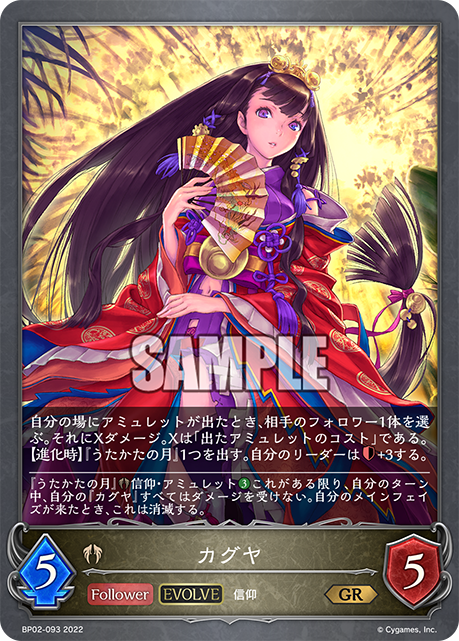 SAMPLE
自分の場にアミュレットが出たとき、相手のフォロワー1体を選
ぶ。それにXダメージ。Xは「出たアミュレットのコスト」である。
【進化時】『うたかたの月』1つを出す。自分のリーダーは+3する。
『うたかたの月』信仰・アミュレット3これがある限り、自分のターン
中、自分の『カグヤ』すべてはダメージを受けない。自分のメインフェイ
ズが来たとき、これは消滅する。
5
カグヤ
5
Follower EVOLVE 信仰 GR
BP02-093 2022
© Cygames, Inc.